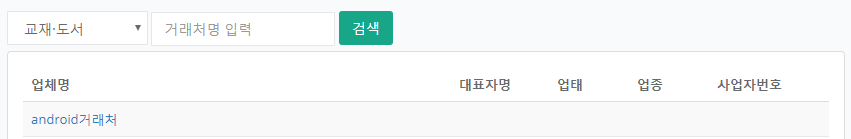 교재·도서 거래처명 입력 검색
업체명 대표자명 업태 업종 사업자번호
android거래처